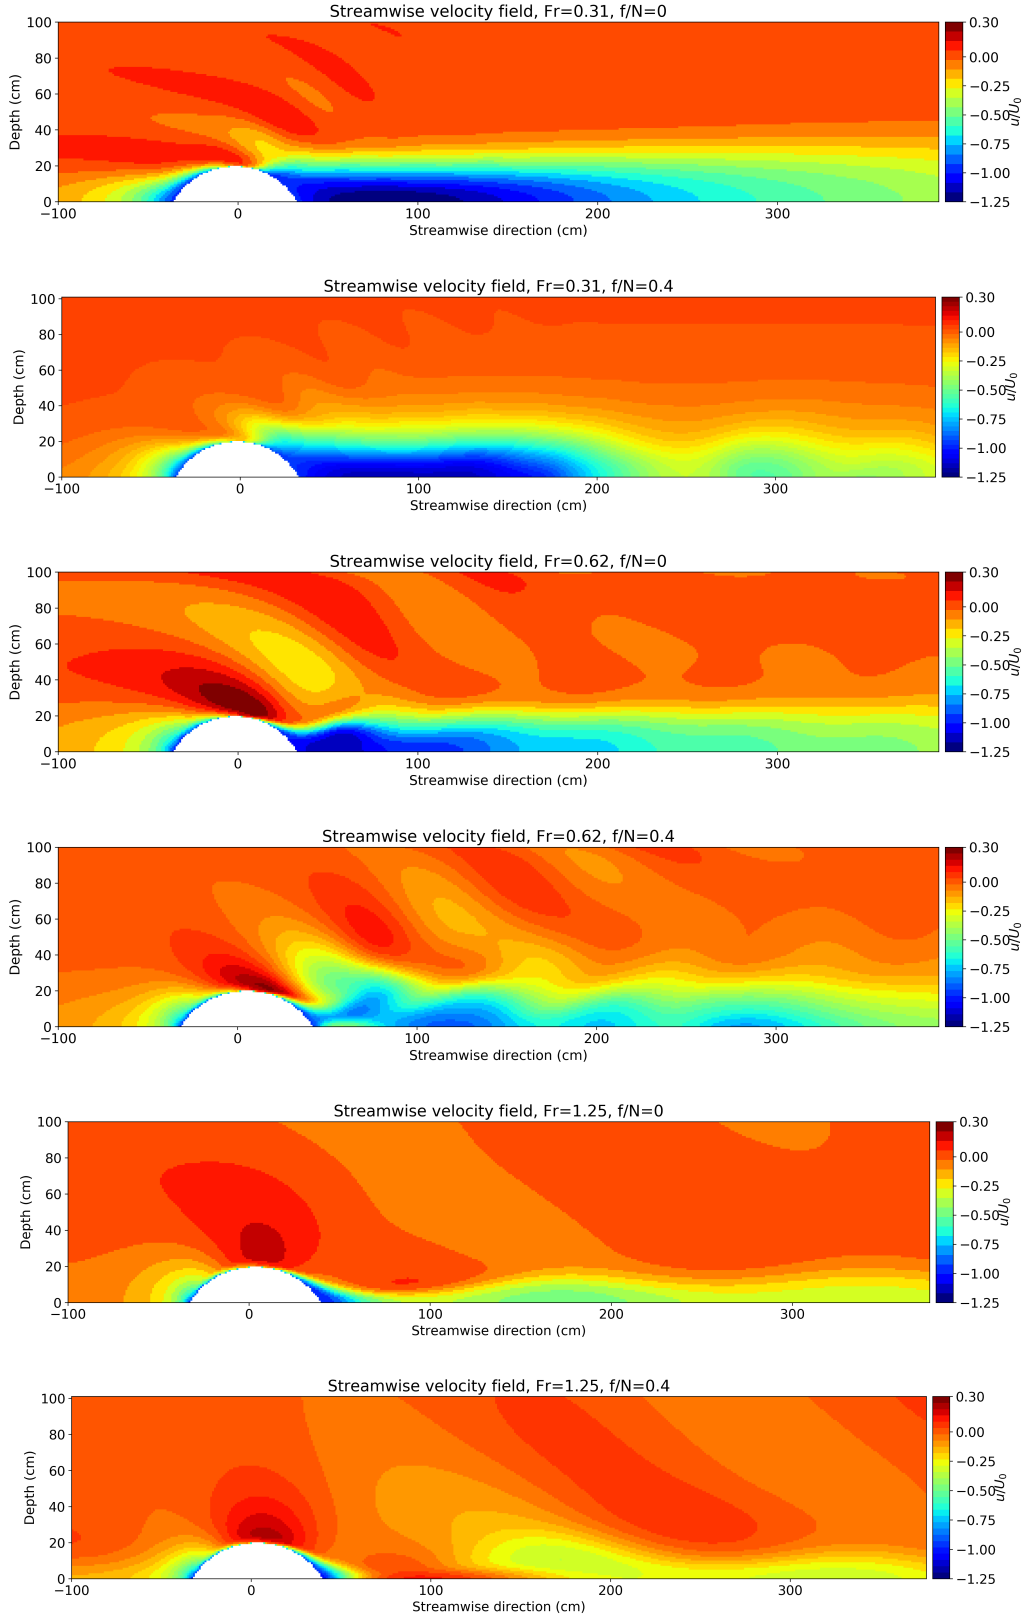 Streamwise velocity field, Fr=0.31, f/N=0
100
80
60
40
20
0
Depth (cm)
−100 0 100 200 300
Streamwise direction (cm)
0.30
0.00
−0.25
−0.50
−0.75
−1.00
−1.25
u/U0
Streamwise velocity field, Fr=0.31, f/N=0.4
100
80
60
40
20
0
Depth (cm)
−100 0 100 200 300
Streamwise direction (cm)
0.30
0.00
−0.25
−0.50
−0.75
−1.00
−1.25
u/U0
Streamwise velocity field, Fr=0.62, f/N=0
100
80
60
40
20
0
Depth (cm)
−100 0 100 200 300
Streamwise direction (cm)
0.30
0.00
−0.25
−0.50
−0.75
−1.00
−1.25
u/U0
Streamwise velocity field, Fr=0.62, f/N=0.4
100
80
60
40
20
0
Depth (cm)
−100 0 100 200 300
Streamwise direction (cm)
0.30
0.00
−0.25
−0.50
−0.75
−1.00
−1.25
u/U0
Streamwise velocity field, Fr=1.25, f/N=0
100
80
60
40
20
0
Depth (cm)
−100 0 100 200 300
Streamwise direction (cm)
0.30
0.00
−0.25
−0.50
−0.75
−1.00
−1.25
u/U0
Streamwise velocity field, Fr=1.25, f/N=0.4
100
80
60
40
20
0
Depth (cm)
−100 0 100 200 300
Streamwise direction (cm)
0.30
0.00
−0.25
−0.50
−0.75
−1.00
−1.25
u/U0